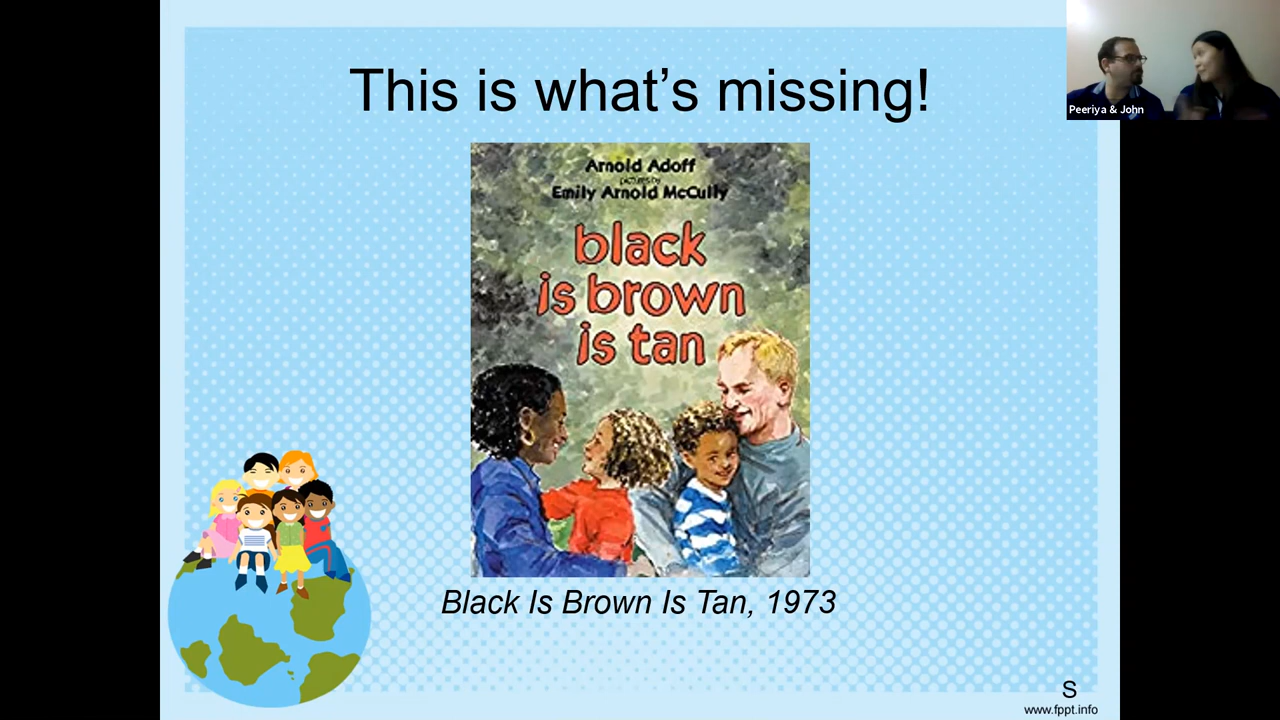 This is what's missing!
Peeriya & John
Arnold Adoff
pictures by
Emily Arnold McCully
black
is brown
is tan
Black Is Brown Is Tan, 1973
S
www.fppt.info